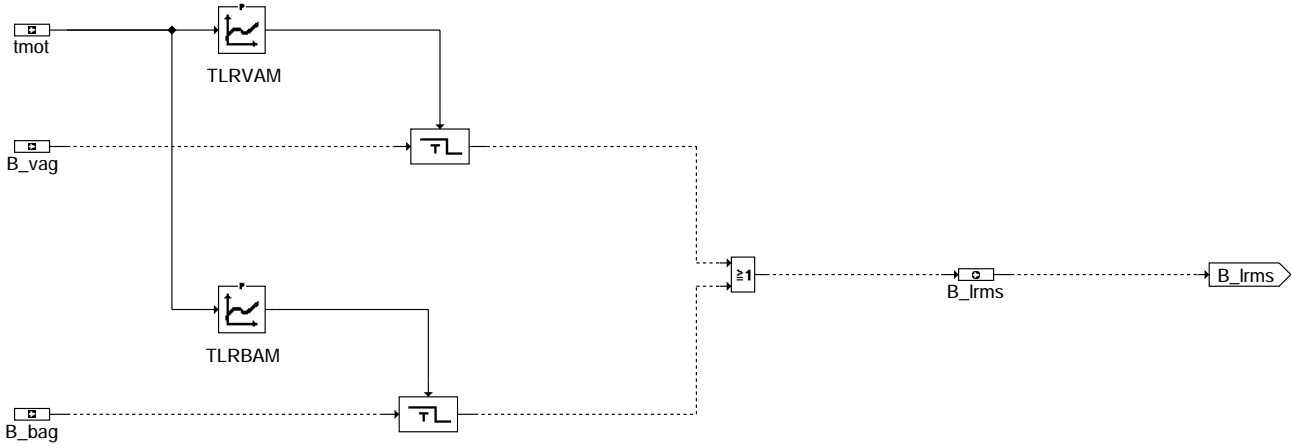 P
tmot
TLRVAM
T
B_vag
≥1
B_lrms
B_lrms
P
TLRBAM
T
B_bag